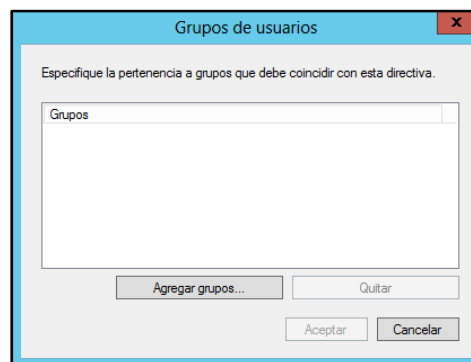 Grupos de usuarios
x
Especifique la pertenencia a grupos que debe coincidir con esta directiva.
Grupos
Agregar grupos... Quitar
Aceptar Cancelar